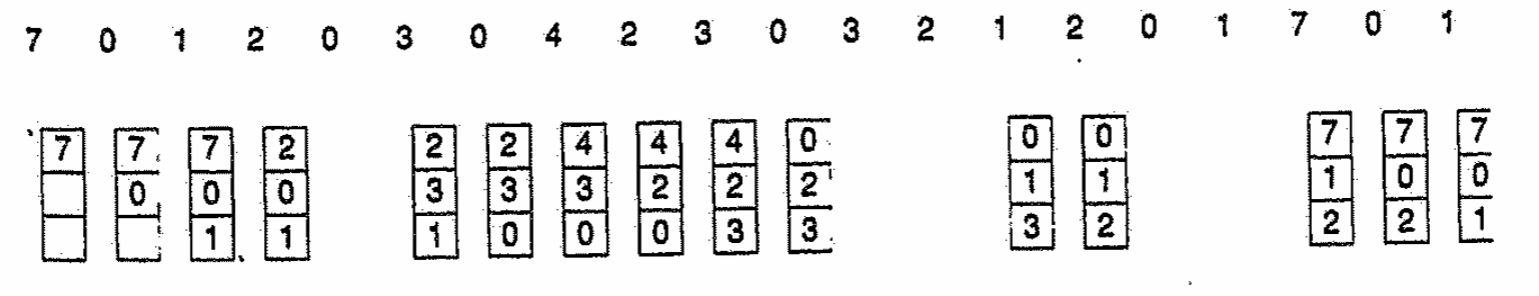 7 0 1 2 0 3 0 4 2 3 0 3 2 1 2 0 1 7 0 1
7 7 7 2 2 2 4 4 4 0 0 0 7 7 7
0 0 0 3 3 3 2 2 2 1 1 1 0 0
1 1 1 0 0 0 3 3 3 2 2 2 1